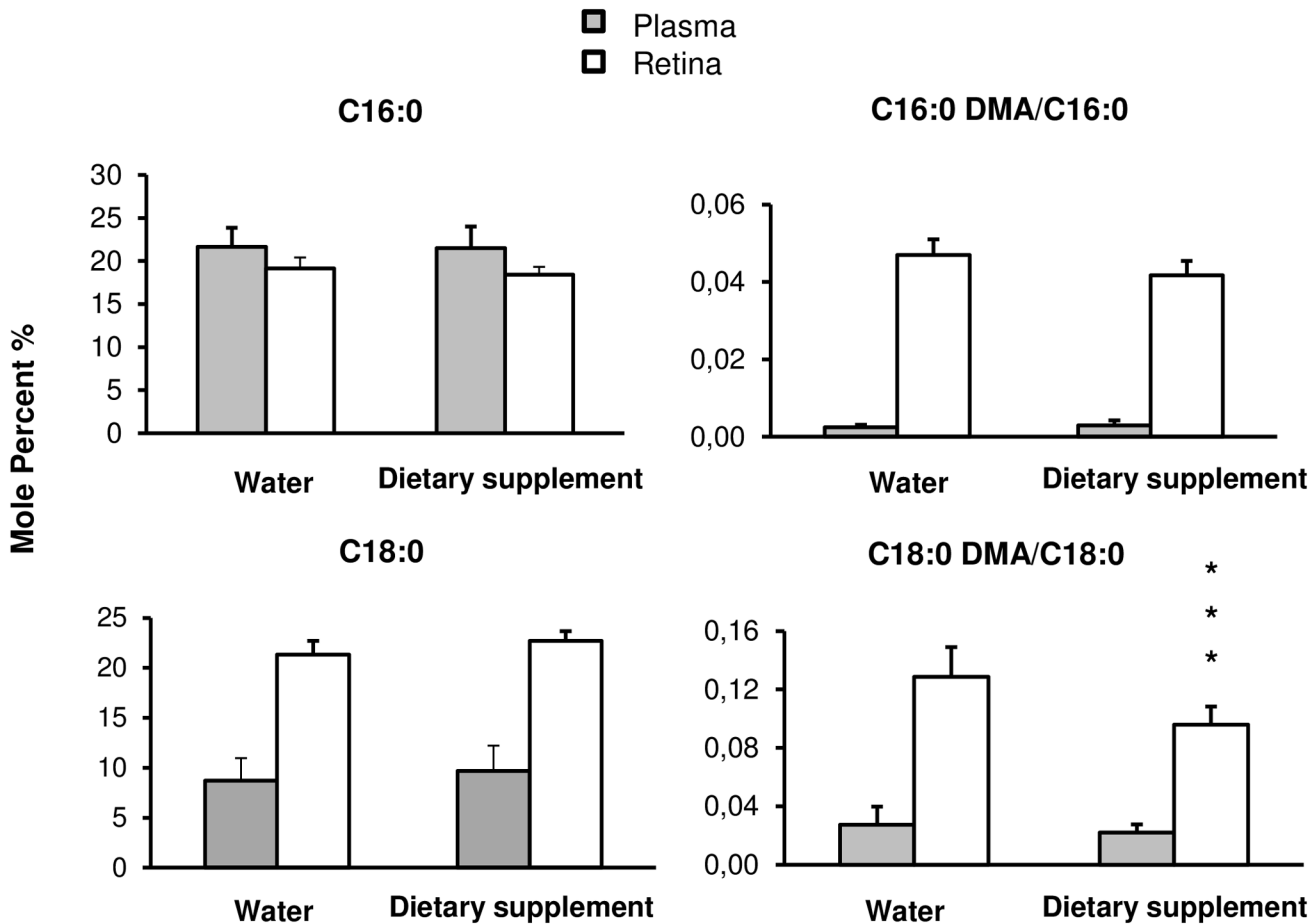 Plasma
Retina
C16:0
C16:0 DMA/C16:0
Mole Percent %
30
25
20
15
10
5
0
Water
Dietary supplement
0,06
0,04
0,02
0,00
Water
Dietary supplement
C18:0
C18:0 DMA/C18:0
25
20
15
10
5
0
Water
Dietary supplement
0,16
0,12
0,08
0,04
0,00
*
*
*
Water
Dietary supplement